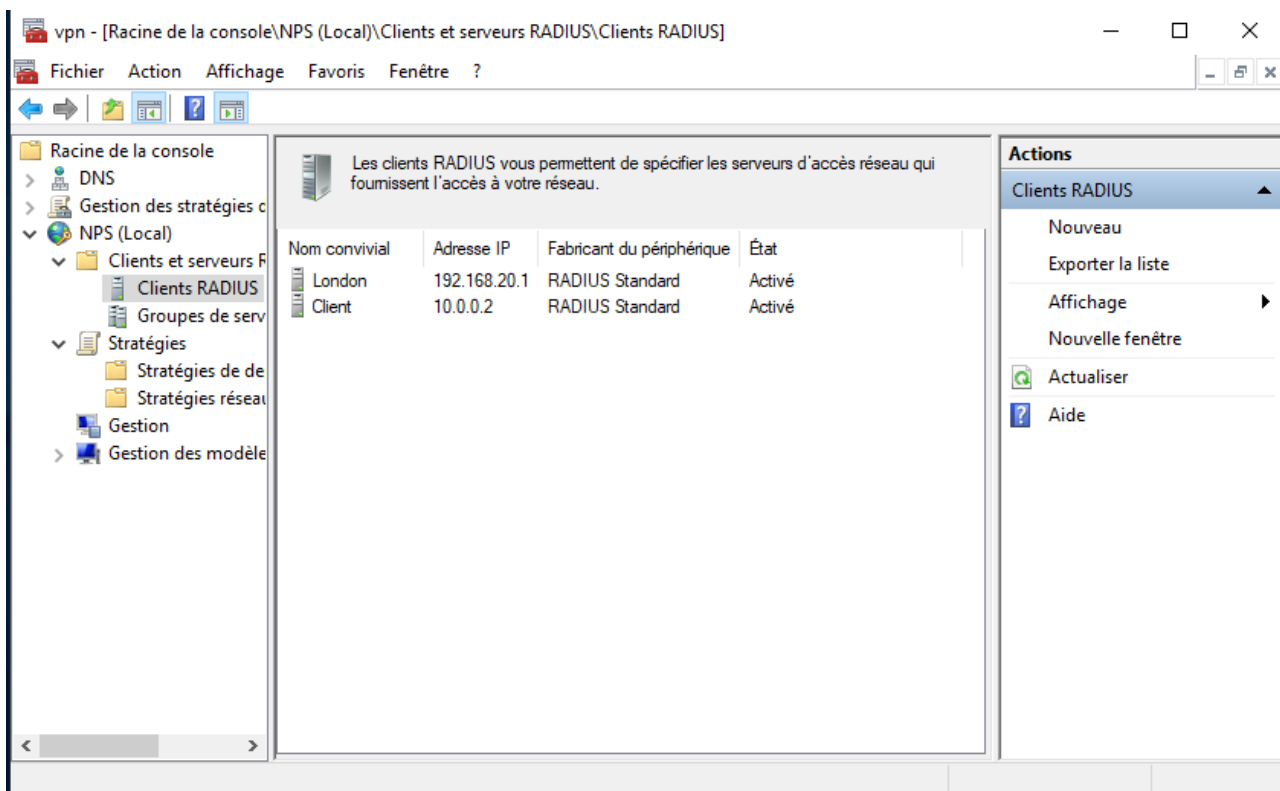 vpn - [Racine de la console\NPS (Local)\Clients et serveurs RADIUS\Clients RADIUS]
Fichier Action Affichage Favoris Fenêtre ?
Racine de la console
DNS
Gestion des stratégies d
NPS (Local)
Clients et serveurs R
Clients RADIUS
Groupes de serv
Stratégies
Stratégies de de
Stratégies réseau
Gestion
Gestion des modèle
Les clients RADIUS vous permettent de spécifier les serveurs d'accès réseau qui
fournissent l'accès à votre réseau.
Nom convivial Adresse IP Fabricant du périphérique État
London 192.168.20.1 RADIUS Standard Activé
Client 10.0.0.2 RADIUS Standard Activé
Actions
Clients RADIUS
Nouveau
Exporter la liste
Affichage
Nouvelle fenêtre
Actualiser
Aide